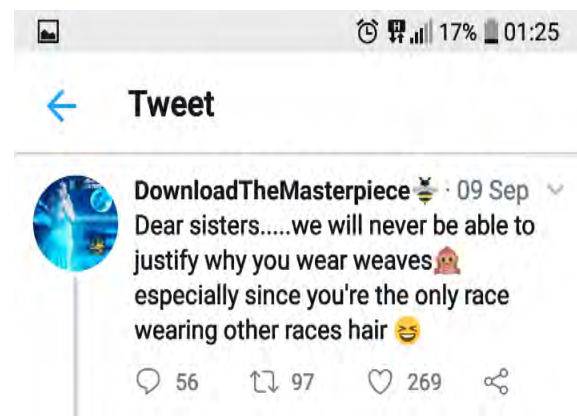 17% 01:25
Tweet
DownloadTheMasterpiece🐝 · 09 Sep
Dear sisters.....we will never be able to
justify why you wear weaves🙊
especially since you're the only race
wearing other races hair 😆
56 97 269